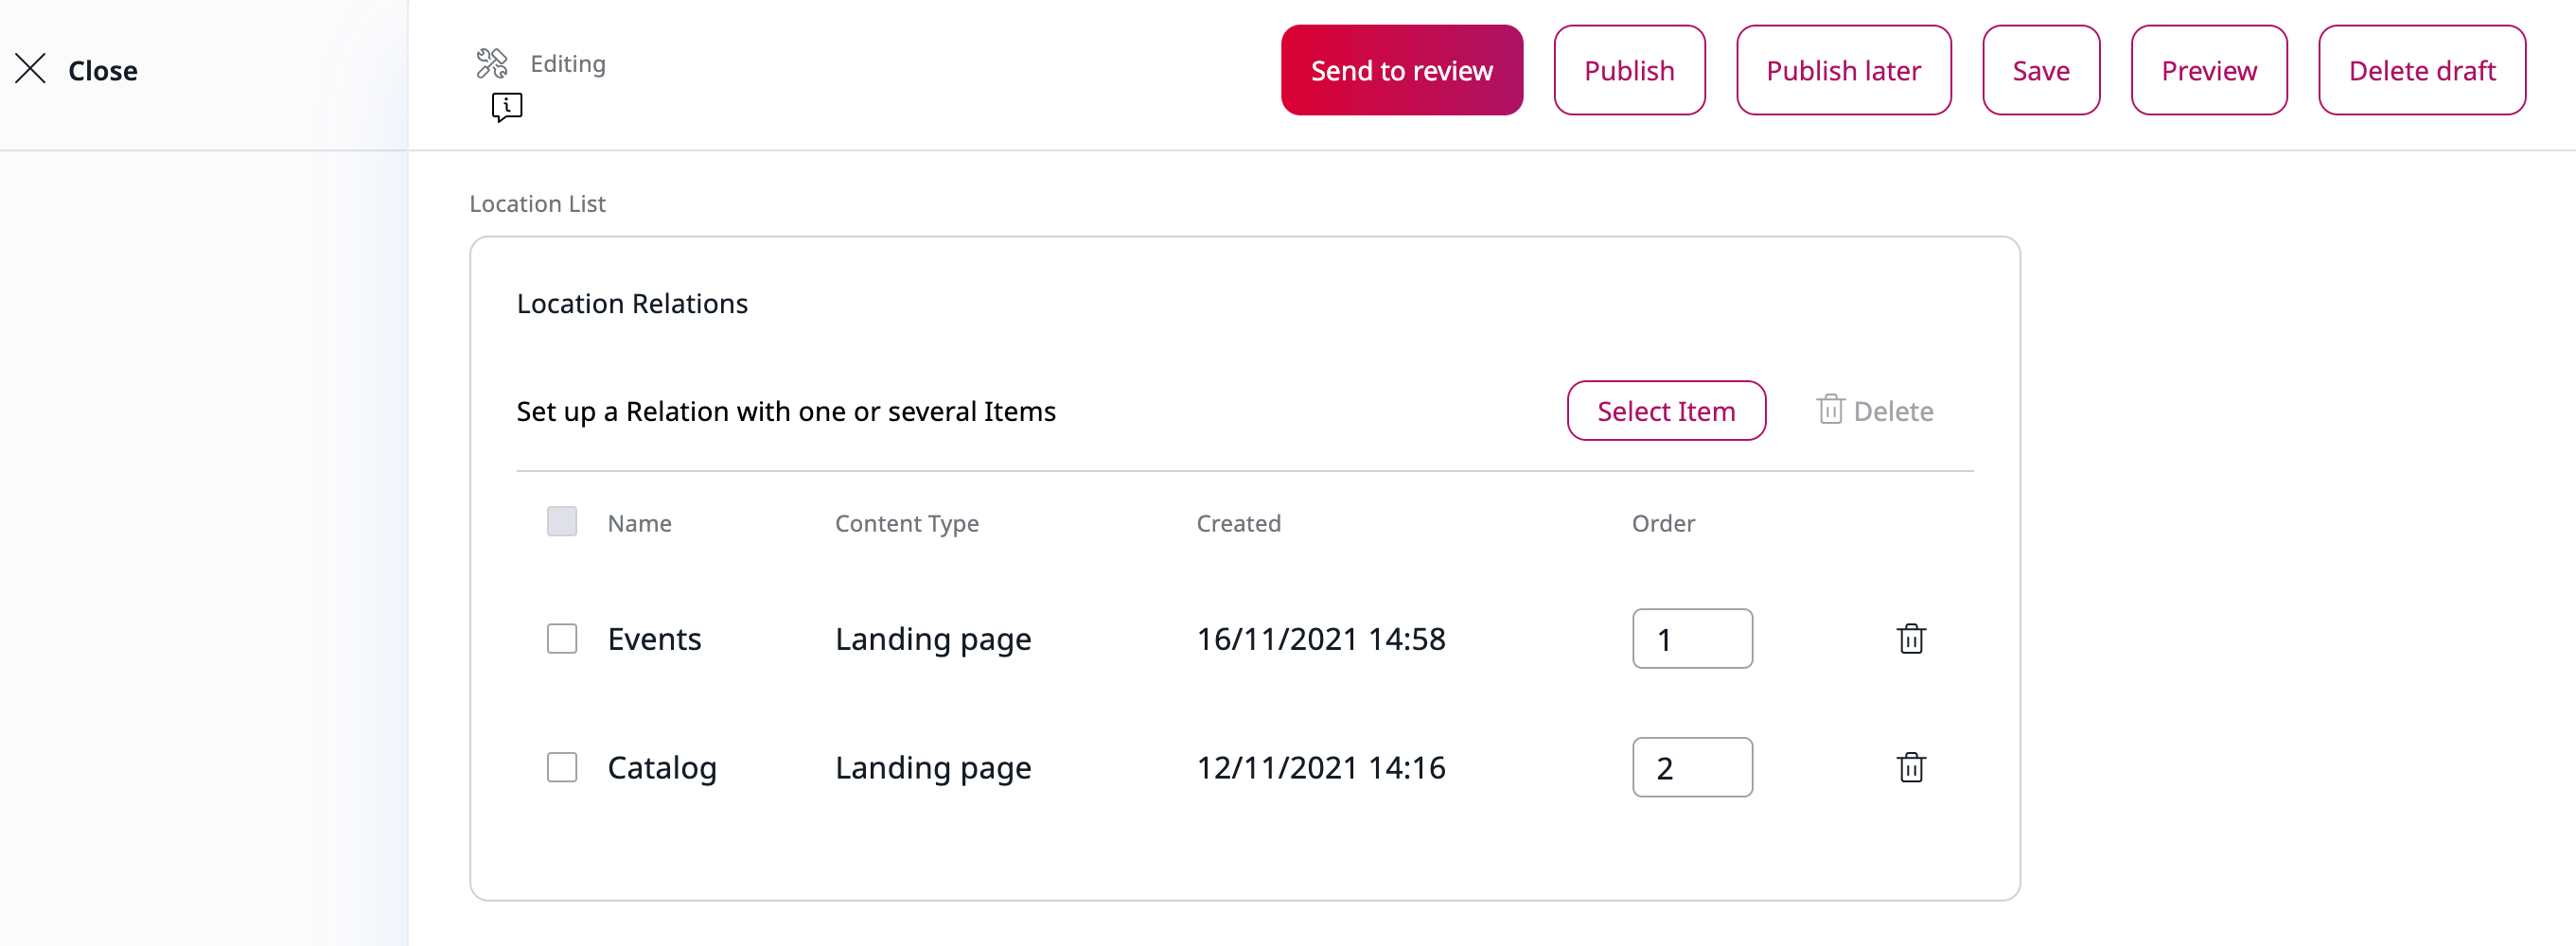 Close
Editing
Send to review
Publish
Publish later
Save
Preview
Delete draft
Location List
Location Relations
Set up a Relation with one or several Items
Select Item
Delete
Name Content Type Created Order
Events Landing page 16/11/2021 14:58 1
Catalog Landing page 12/11/2021 14:16 2